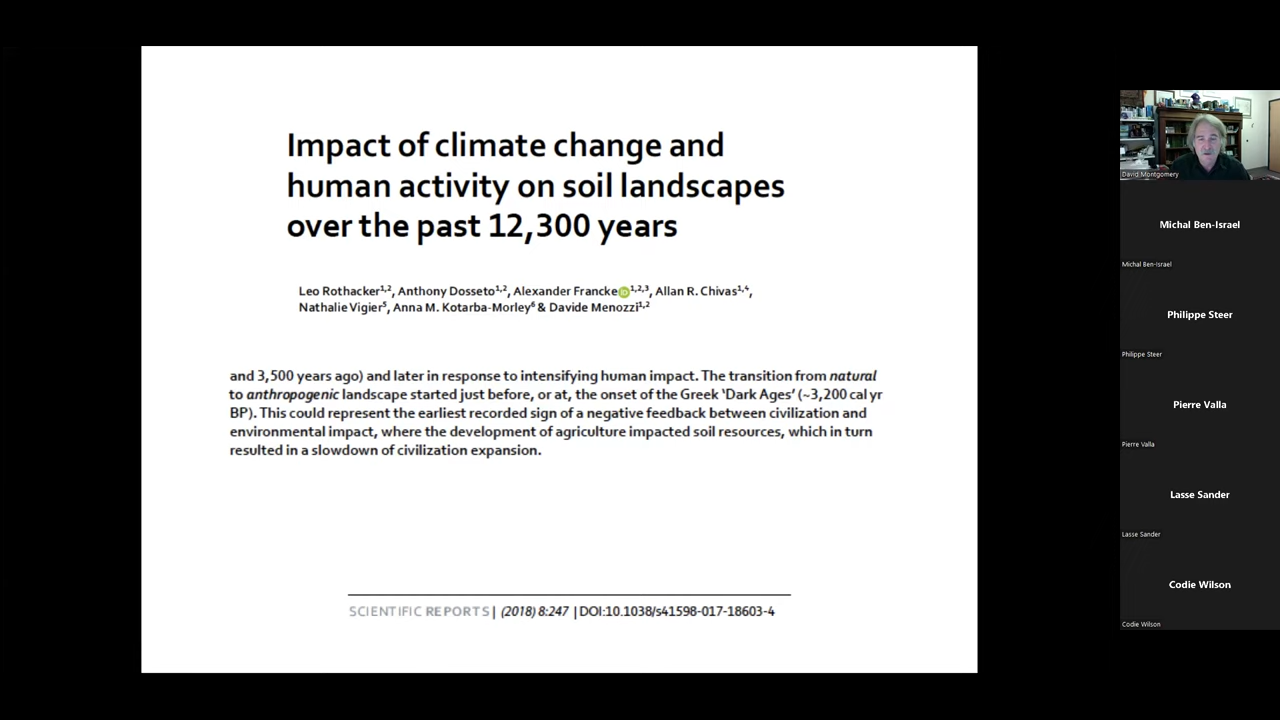 Impact of climate change and
human activity on soil landscapes
over the past 12,300 years
Leo Rothacker1,2, Anthony Dosseto1,2, Alexander Francke iD 1,2,3, Allan R. Chivas1,4,
Nathalie Vigier5, Anna M. Kotarba-Morley6 & Davide Menozzi1,2
and 3,500 years ago) and later in response to intensifying human impact. The transition from natural
to anthropogenic landscape started just before, or at, the onset of the Greek ‘Dark Ages’ (~3,200 cal yr
BP). This could represent the earliest recorded sign of a negative feedback between civilization and
environmental impact, where the development of agriculture impacted soil resources, which in turn
resulted in a slowdown of civilization expansion.
SCIENTIFIC REPORTS | (2018) 8:247 | DOI:10.1038/s41598-017-18603-4
David Montgomery
Michal Ben-Israel
Michal Ben-Israel
Philippe Steer
Philippe Steer
Pierre Valla
Pierre Valla
Lasse Sander
Lasse Sander
Codie Wilson
Codie Wilson